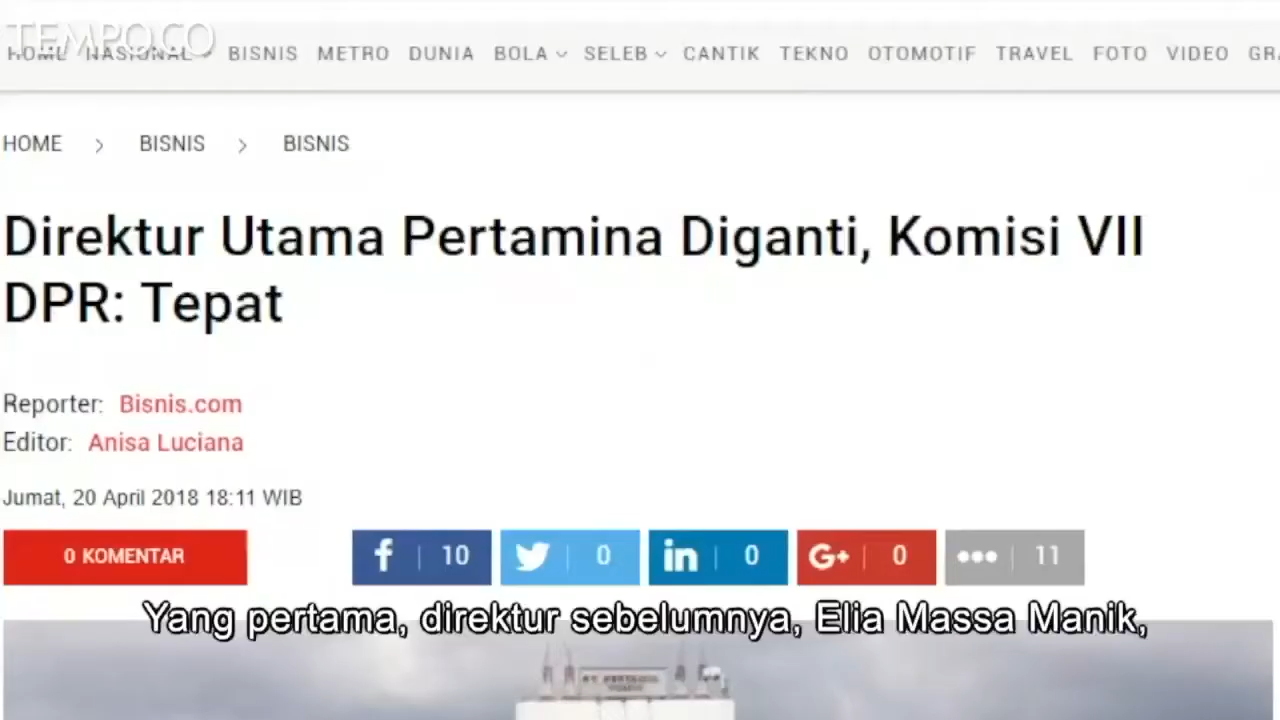 TEMPO.CO
HOME NASIONAL BISNIS METRO DUNIA BOLA SELEB CANTIK TEKNO OTOMOTIF TRAVEL FOTO VIDEO GRA
HOME > BISNIS > BISNIS
Direktur Utama Pertamina Diganti, Komisi VII
DPR: Tepat
Reporter: Bisnis.com
Editor: Anisa Luciana
Jumat, 20 April 2018 18:11 WIB
0 KOMENTAR f 10 0 in 0 G+ 0 ••• 11
Yang pertama, direktur sebelumnya, Elia Massa Manik,